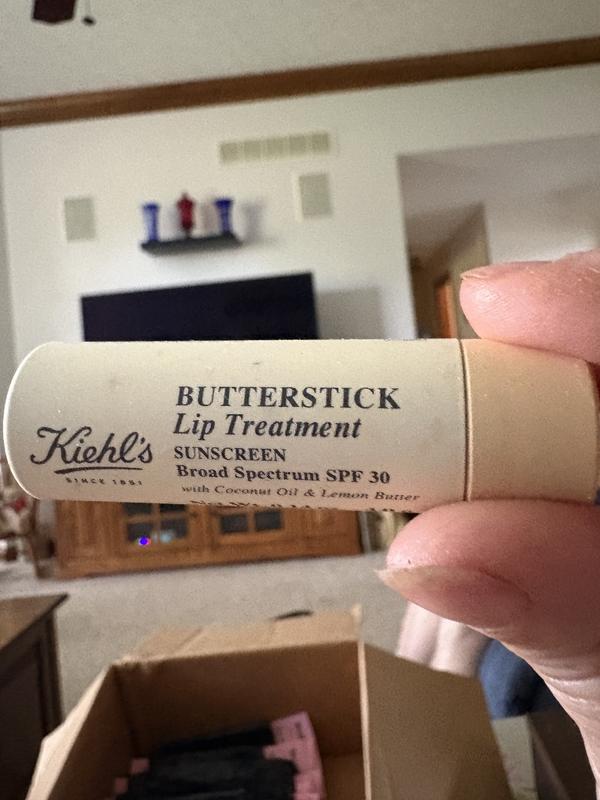 Kiehl's
SINCE 1851
BUTTERSTICK
Lip Treatment
SUNSCREEN
Broad Spectrum SPF 30
with Coconut Oil & Lemon Butter